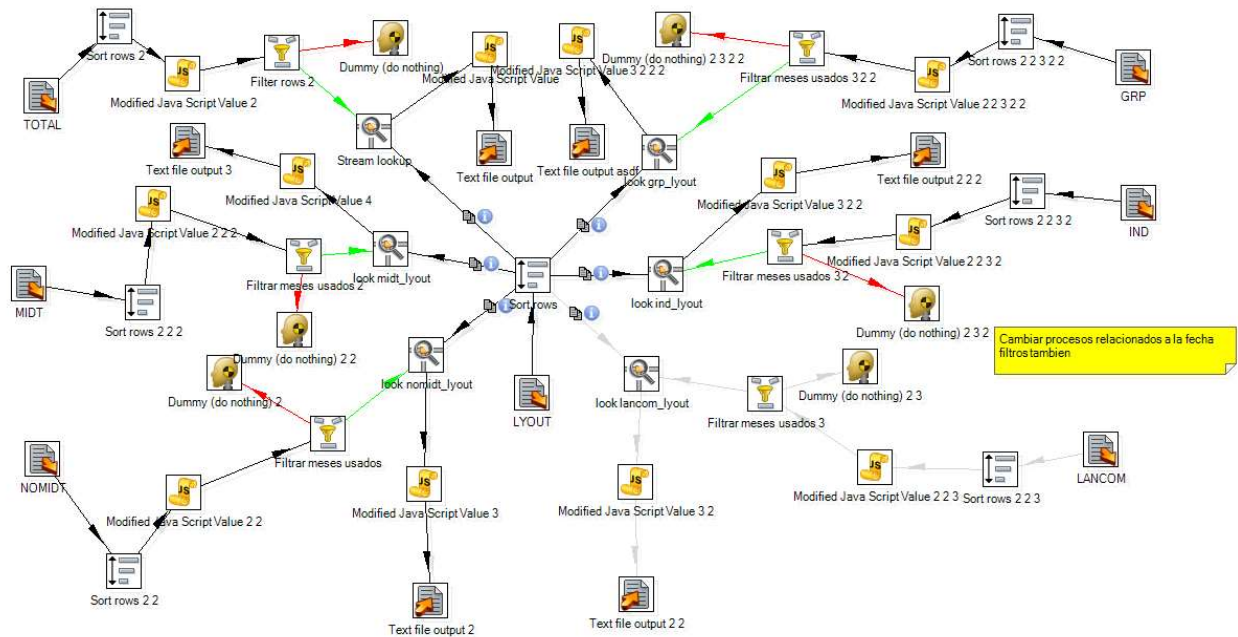 Sort rows 2
TOTAL
Modified Java Script Value 2
Filter rows 2
Dummy (do nothing)
Modified Java Script Value
Modified Java Script Value 3 2 2 2
Dummy (do nothing) 2 3 2 2
Filtrar meses usados 3 2 2
Sort rows 2 2 3 2 2
Modified Java Script Value 2 2 3 2 2
GRP
Stream lookup
Text file output 3
Text file output
Text file output asdf
look grp_lyout
Text file output 2 2 2
Modified Java Script Value 4
Modified Java Script Value 3 2 2
Sort rows 2 2 3 2
IND
Modified Java Script Value 2 2 2
Modified Java Script Value 2 2 3 2
MIDT
Sort rows 2 2 2
Filtrar meses usados 2
look midt_lyout
Sort rows
look ind_lyout
Filtrar meses usados 3 2
Dummy (do nothing) 2 2
Dummy (do nothing) 2 3 2
Cambiar procesos relacionados a la fecha
filtros tambien
Dummy (do nothing) 2
look nomidt_lyout
LYOUT
look lancom_lyout
Dummy (do nothing) 2 3
Filtrar meses usados 3
NOMIDT
Filtrar meses usados
Modified Java Script Value 2 2
Modified Java Script Value 3
Modified Java Script Value 3 2
Modified Java Script Value 2 2 3
Sort rows 2 2 3
LANCOM
Sort rows 2 2
Text file output 2
Text file output 2 2